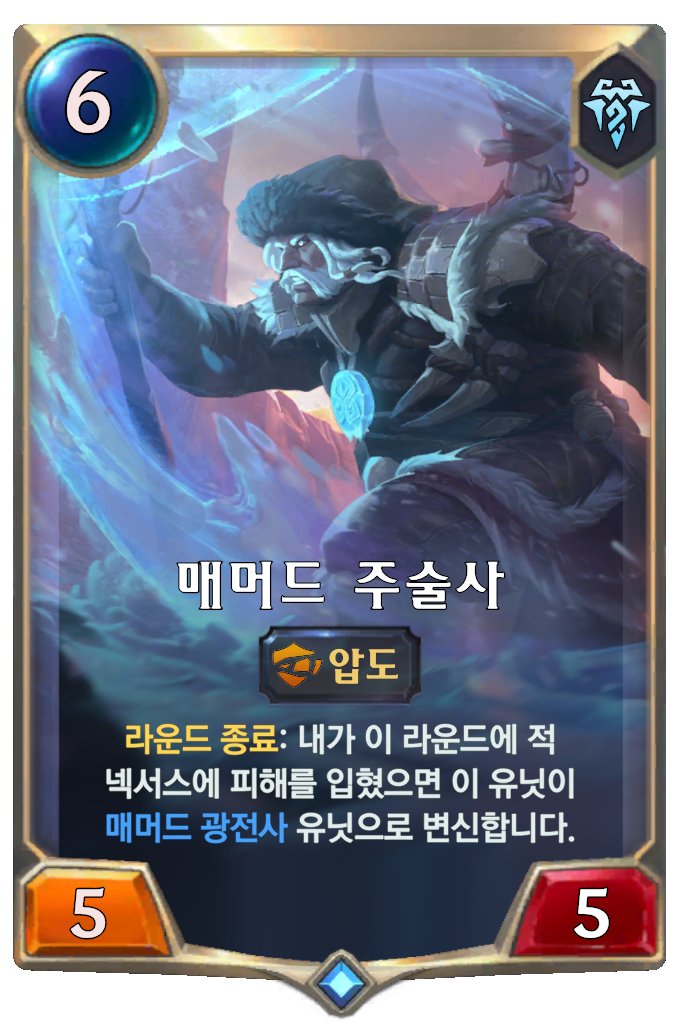 6
매머드 주술사
압도
라운드 종료: 내가 이 라운드에 적
넥서스에 피해를 입혔으면 이 유닛이
매머드 광전사 유닛으로 변신합니다.
5
5